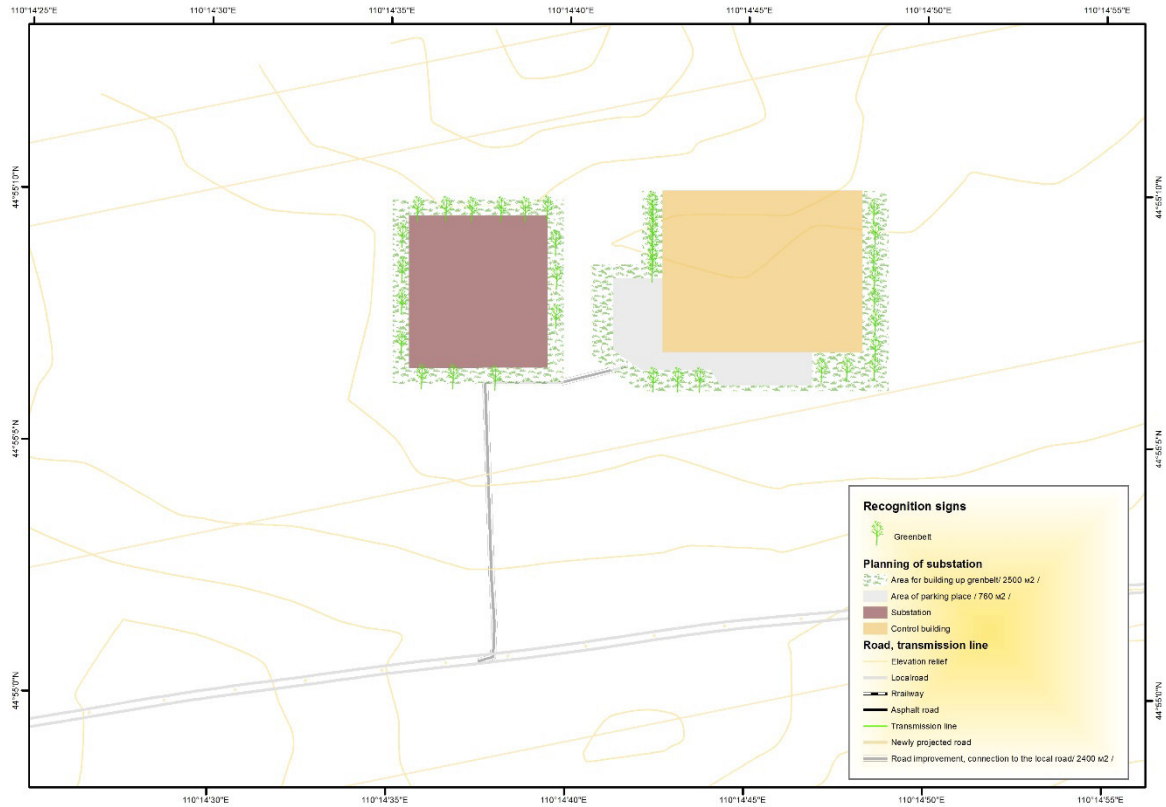 110°14'25"E
110°14'30"E
110°14'35"E
110°14'40"E
110°14'45"E
110°14'50"E
110°14'55"E
44°55'10"N
44°55'10"N
44°55'5"N
44°55'5"N
44°55'0"N
44°55'0"N
Recognition signs
Greenbelt
Planning of substation
Area for building up grenbelt/ 2500 м2 /
Area of parking place / 760 м2 /
Substation
Control building
Road, transmission line
Elevation relief
Localroad
Rrailway
Asphalt road
Transmission line
Newly projected road
Road improvement, connection to the local road/ 2400 м2 /
110°14'30"E
110°14'35"E
110°14'40"E
110°14'45"E
110°14'50"E
110°14'55"E